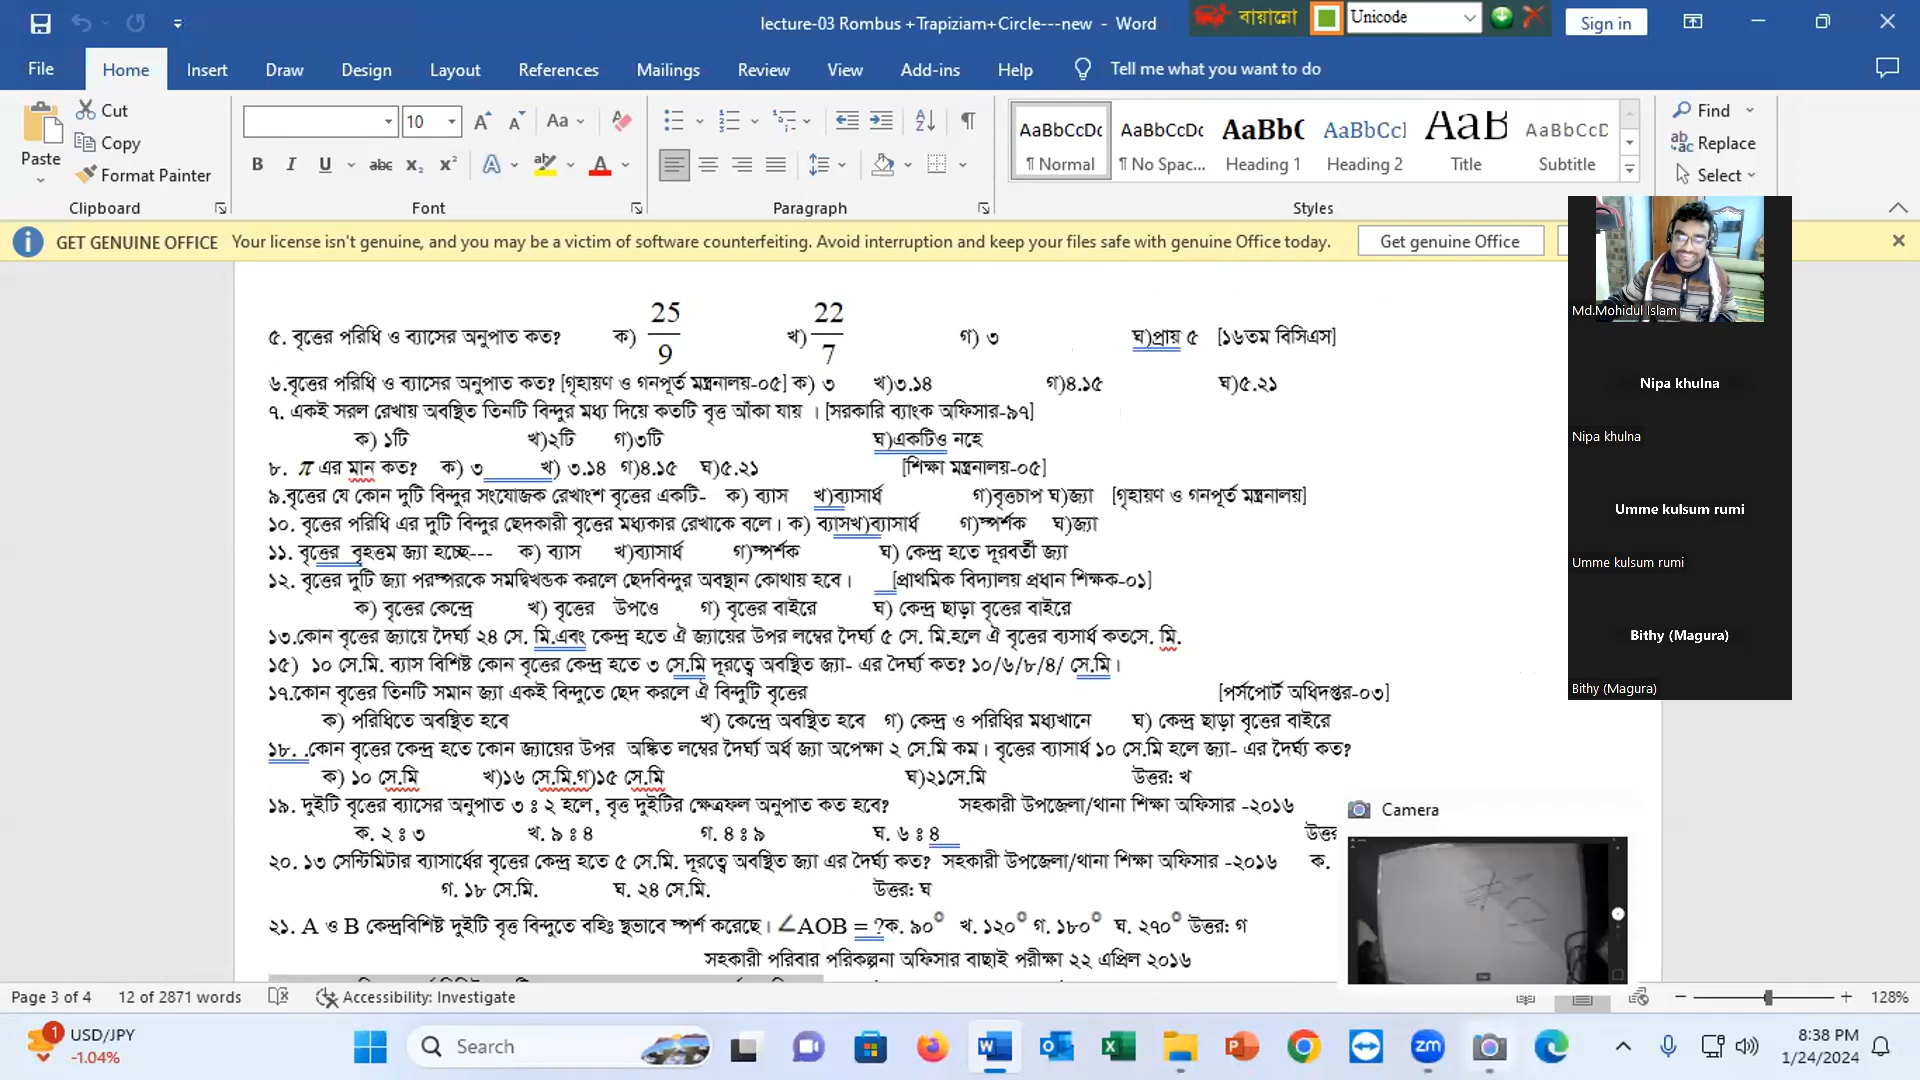 lecture-03 Rombus +Trapiziam+Circle---new - Word
বায়ান্নো
Unicode
Sign in
File
Home
Insert
Draw
Design
Layout
References
Mailings
Review
View
Add-ins
Help
Tell me what you want to do
Paste
Cut
Copy
Format Painter
Clipboard
10
Font
Paragraph
AaBbCcDc
¶ Normal
AaBbCcDc
¶ No Spac...
AaBbC
Heading 1
AaBbCcl
Heading 2
AaB
Title
AaBbCcD
Subtitle
Styles
Find
Replace
Select
GET GENUINE OFFICE Your license isn't genuine, and you may be a victim of software counterfeiting. Avoid interruption and keep your files safe with genuine Office today. Get genuine Office
৫. বৃত্তের পরিধি ও ব্যাসের অনুপাত কত? ক) 25/9 খ) 22/7 গ) ৩ ঘ)প্রায় ৫ [১৬তম বিসিএস]
৬.বৃত্তের পরিধি ও ব্যাসের অনুপাত কত? [গৃহায়ণ ও গনপূর্ত মন্ত্রনালয়-০৫] ক) ৩ খ)৩.১৪ গ)৪.১৫ ঘ)৫.২১
৭. একই সরল রেখায় অবস্থিত তিনটি বিন্দুর মধ্য দিয়ে কতটি বৃত্ত আঁকা যায় । [সরকারি ব্যাংক অফিসার-৯৭]
ক) ১টি খ)২টি গ)৩টি ঘ)একটিও নহে
৮. π এর মান কত? ক) ৩ খ) ৩.১৪ গ)৪.১৫ ঘ)৫.২১ [শিক্ষা মন্ত্রনালয়-০৫]
৯.বৃত্তের যে কোন দুটি বিন্দুর সংযোজক রেখাংশ বৃত্তের একটি- ক) ব্যাস খ)ব্যাসার্ধ গ)বৃত্তচাপ ঘ)জ্যা [গৃহায়ণ ও গনপূর্ত মন্ত্রনালয়]
১০. বৃত্তের পরিধি এর দুটি বিন্দুর ছেদকারী বৃত্তের মধ্যকার রেখাকে বলে। ক) ব্যাসখ)ব্যাসার্ধ গ)স্পর্শক ঘ)জ্যা
১১. বৃত্তের বৃহত্তম জ্যা হচ্ছে--- ক) ব্যাস খ)ব্যাসার্ধ গ)স্পর্শক ঘ) কেন্দ্র হতে দূরবর্তী জ্যা
১২. বৃত্তের দুটি জ্যা পরস্পরকে সমদ্বিখন্ডক করলে ছেদবিন্দুর অবস্থান কোথায় হবে। [প্রাথমিক বিদ্যালয় প্রধান শিক্ষক-০১]
ক) বৃত্তের কেন্দ্রে খ) বৃত্তের উপওে গ) বৃত্তের বাইরে ঘ) কেন্দ্র ছাড়া বৃত্তের বাইরে
১৩.কোন বৃত্তের জ্যায়ে দৈর্ঘ্য ২৪ সে. মি.এবং কেন্দ্র হতে ঐ জ্যায়ের উপর লম্বের দৈর্ঘ্য ৫ সে. মি.হলে ঐ বৃত্তের ব্যসার্ধ কতসে. মি.
১৫) ১০ সে.মি. ব্যাস বিশিষ্ট কোন বৃত্তের কেন্দ্র হতে ৩ সে.মি দূরত্বে অবস্থিত জ্যা- এর দৈর্ঘ্য কত? ১০/৬/৮/৪/ সে.মি।
১৭.কোন বৃত্তের তিনটি সমান জ্যা একই বিন্দুতে ছেদ করলে ঐ বিন্দুটি বৃত্তের [পর্সপোর্ট অধিদপ্তর-০৩]
ক) পরিধিতে অবস্থিত হবে খ) কেন্দ্রে অবস্থিত হবে গ) কেন্দ্র ও পরিধির মধ্যখানে ঘ) কেন্দ্র ছাড়া বৃত্তের বাইরে
১৮. .কোন বৃত্তের কেন্দ্র হতে কোন জ্যায়ের উপর অঙ্কিত লম্বের দৈর্ঘ্য অর্ধ জ্যা অপেক্ষা ২ সে.মি কম। বৃত্তের ব্যাসার্ধ ১০ সে.মি হলে জ্যা- এর দৈর্ঘ্য কত?
ক) ১০ সে.মি খ)১৬ সে.মি.গ)১৫ সে.মি ঘ)২১সে.মি উত্তর: খ
১৯. দুইটি বৃত্তের ব্যাসের অনুপাত ৩ ঃ ২ হলে, বৃত্ত দুইটির ক্ষেত্রফল অনুপাত কত হবে? সহকারী উপজেলা/থানা শিক্ষা অফিসার -২০১৬
ক. ২ ঃ ৩ খ. ৯ ঃ ৪ গ. ৪ ঃ ৯ ঘ. ৬ ঃ ৪ উত্তর
২০. ১৩ সেন্টিমিটার ব্যাসার্ধের বৃত্তের কেন্দ্র হতে ৫ সে.মি. দূরত্বে অবস্থিত জ্যা এর দৈর্ঘ্য কত? সহকারী উপজেলা/থানা শিক্ষা অফিসার -২০১৬ ক.
গ. ১৮ সে.মি. ঘ. ২৪ সে.মি. উত্তর: ঘ
২১. A ও B কেন্দ্রবিশিষ্ট দুইটি বৃত্ত বিন্দুতে বহিঃ স্থভাবে স্পর্শ করেছে। ∠AOB = ?ক. ৯০° খ. ১২০° গ. ১৮০° ঘ. ২৭০° উত্তর: গ
সহকারী পরিবার পরিকল্পনা অফিসার বাছাই পরীক্ষা ২২ এপ্রিল ২০১৬
Md.Mohidul Islam
Nipa khulna
Nipa khulna
Umme kulsum rumi
Umme kulsum rumi
Bithy (Magura)
Bithy (Magura)
Camera
Page 3 of 4
12 of 2871 words
Accessibility: Investigate
128%
USD/JPY
-1.04%
Search
8:38 PM
1/24/2024